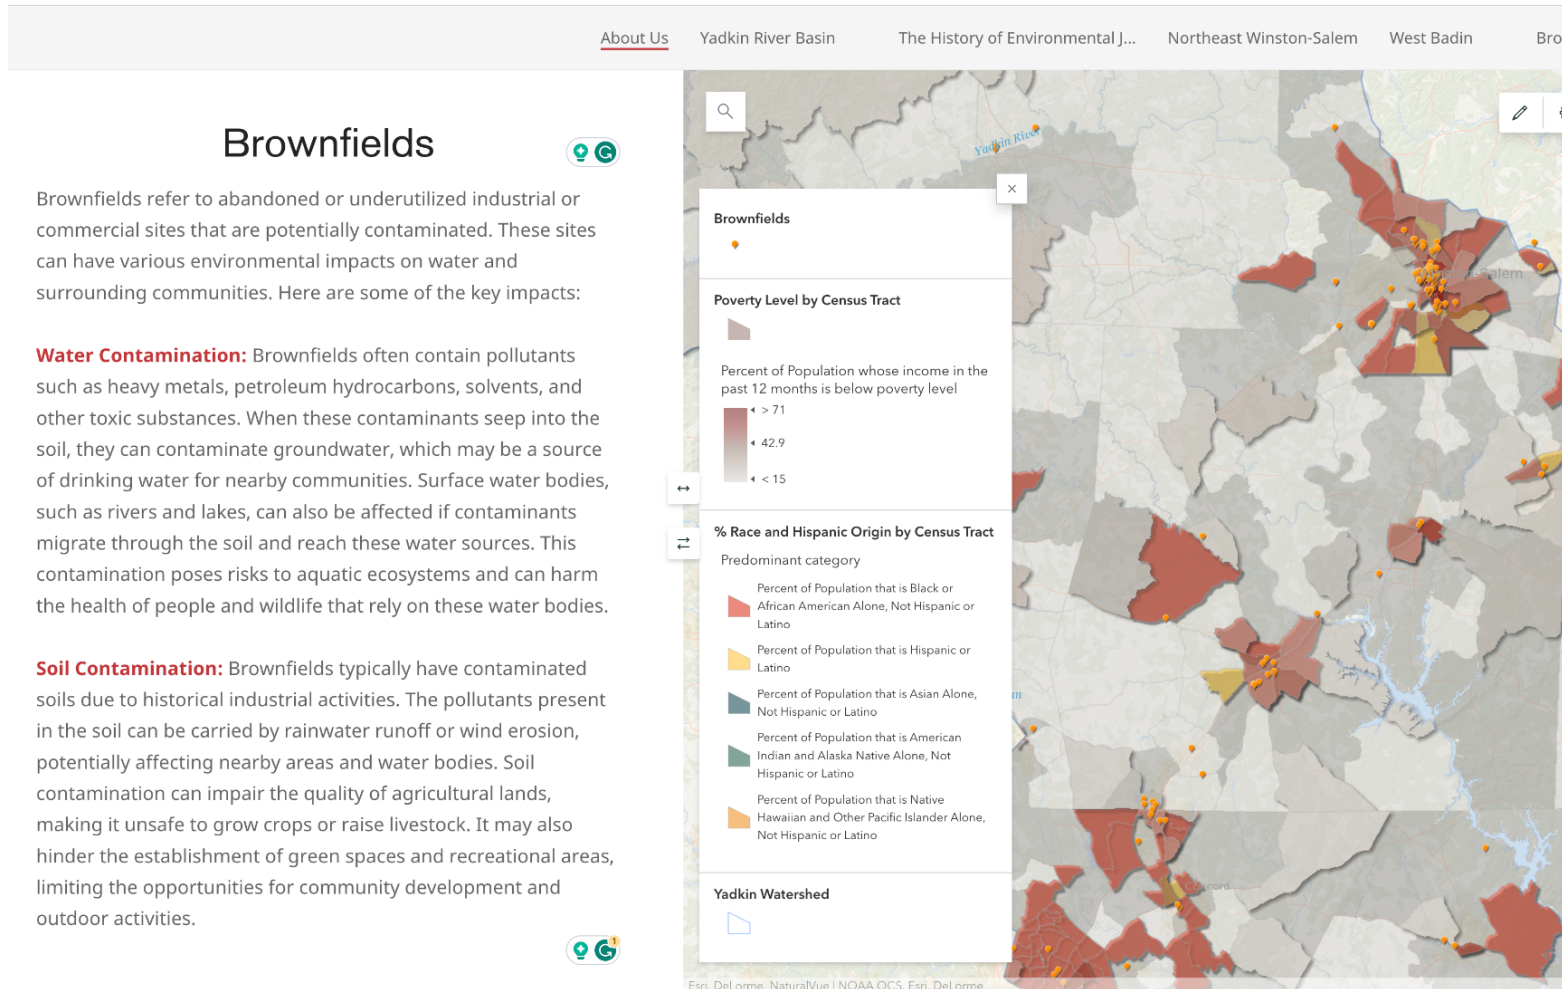 About Us
Yadkin River Basin
The History of Environmental J...
Northeast Winston-Salem
West Badin
Bro
Brownfields
Brownfields refer to abandoned or underutilized industrial or
commercial sites that are potentially contaminated. These sites
can have various environmental impacts on water and
surrounding communities. Here are some of the key impacts:
Water Contamination: Brownfields often contain pollutants
such as heavy metals, petroleum hydrocarbons, solvents, and
other toxic substances. When these contaminants seep into the
soil, they can contaminate groundwater, which may be a source
of drinking water for nearby communities. Surface water bodies,
such as rivers and lakes, can also be affected if contaminants
migrate through the soil and reach these water sources. This
contamination poses risks to aquatic ecosystems and can harm
the health of people and wildlife that rely on these water bodies.
Soil Contamination: Brownfields typically have contaminated
soils due to historical industrial activities. The pollutants present
in the soil can be carried by rainwater runoff or wind erosion,
potentially affecting nearby areas and water bodies. Soil
contamination can impair the quality of agricultural lands,
making it unsafe to grow crops or raise livestock. It may also
hinder the establishment of green spaces and recreational areas,
limiting the opportunities for community development and
outdoor activities.
1
Yadkin River
Brownfields
Poverty Level by Census Tract
Percent of Population whose income in the
past 12 months is below poverty level
> 71
42.9
< 15
% Race and Hispanic Origin by Census Tract
Predominant category
Percent of Population that is Black or
African American Alone, Not Hispanic or
Latino
Percent of Population that is Hispanic or
Latino
Percent of Population that is Asian Alone,
Not Hispanic or Latino
Percent of Population that is American
Indian and Alaska Native Alone, Not
Hispanic or Latino
Percent of Population that is Native
Hawaiian and Other Pacific Islander Alone,
Not Hispanic or Latino
Yadkin Watershed
Esri, DeLorme, NaturalVue | NOAA OCS, Esri, DeLorme